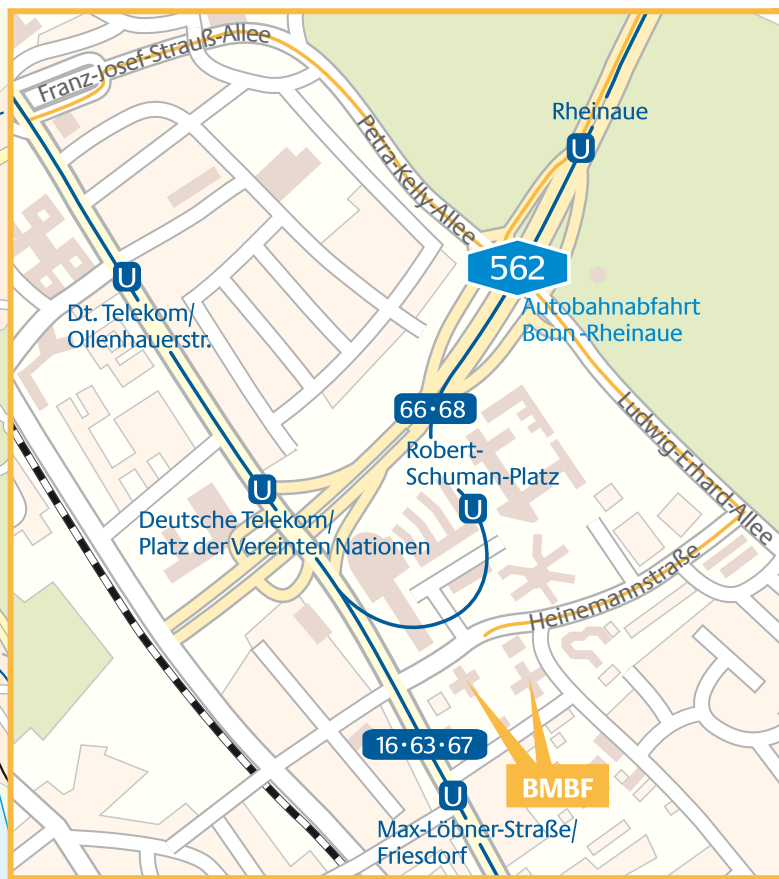 Franz-Josef-Strauß-Allee
Rheinaue
U
Petra-Kelly-Allee
562
U
Dt. Telekom/
Ollenhauerstr.
Autobahnabfahrt
Bonn-Rheinaue
66·68
Ludwig-Erhard-Allee
Robert-
Schuman-Platz
U
U
Deutsche Telekom/
Platz der Vereinten Nationen
Heinemannstraße
16·63·67
BMBF
U
Max-Löbner-Straße/
Friesdorf